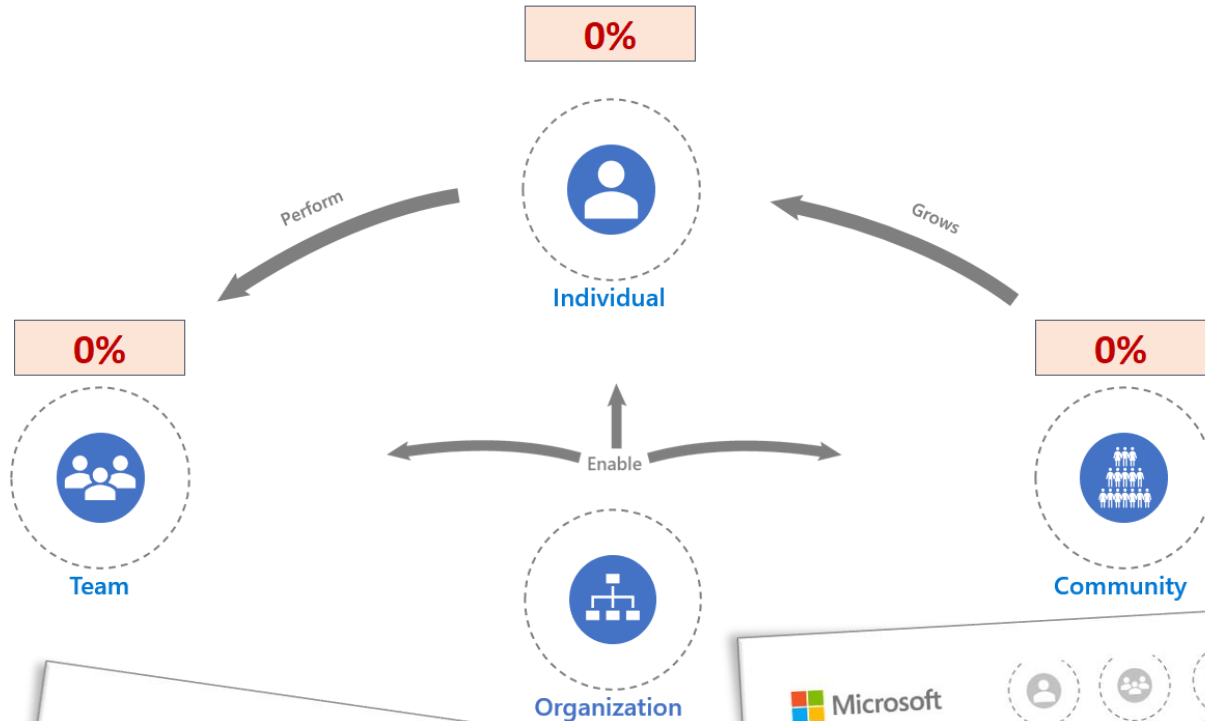 0%
Perform
Grows
Individual
0%
0%
Enable
Team
Community
Organization
Microsoft